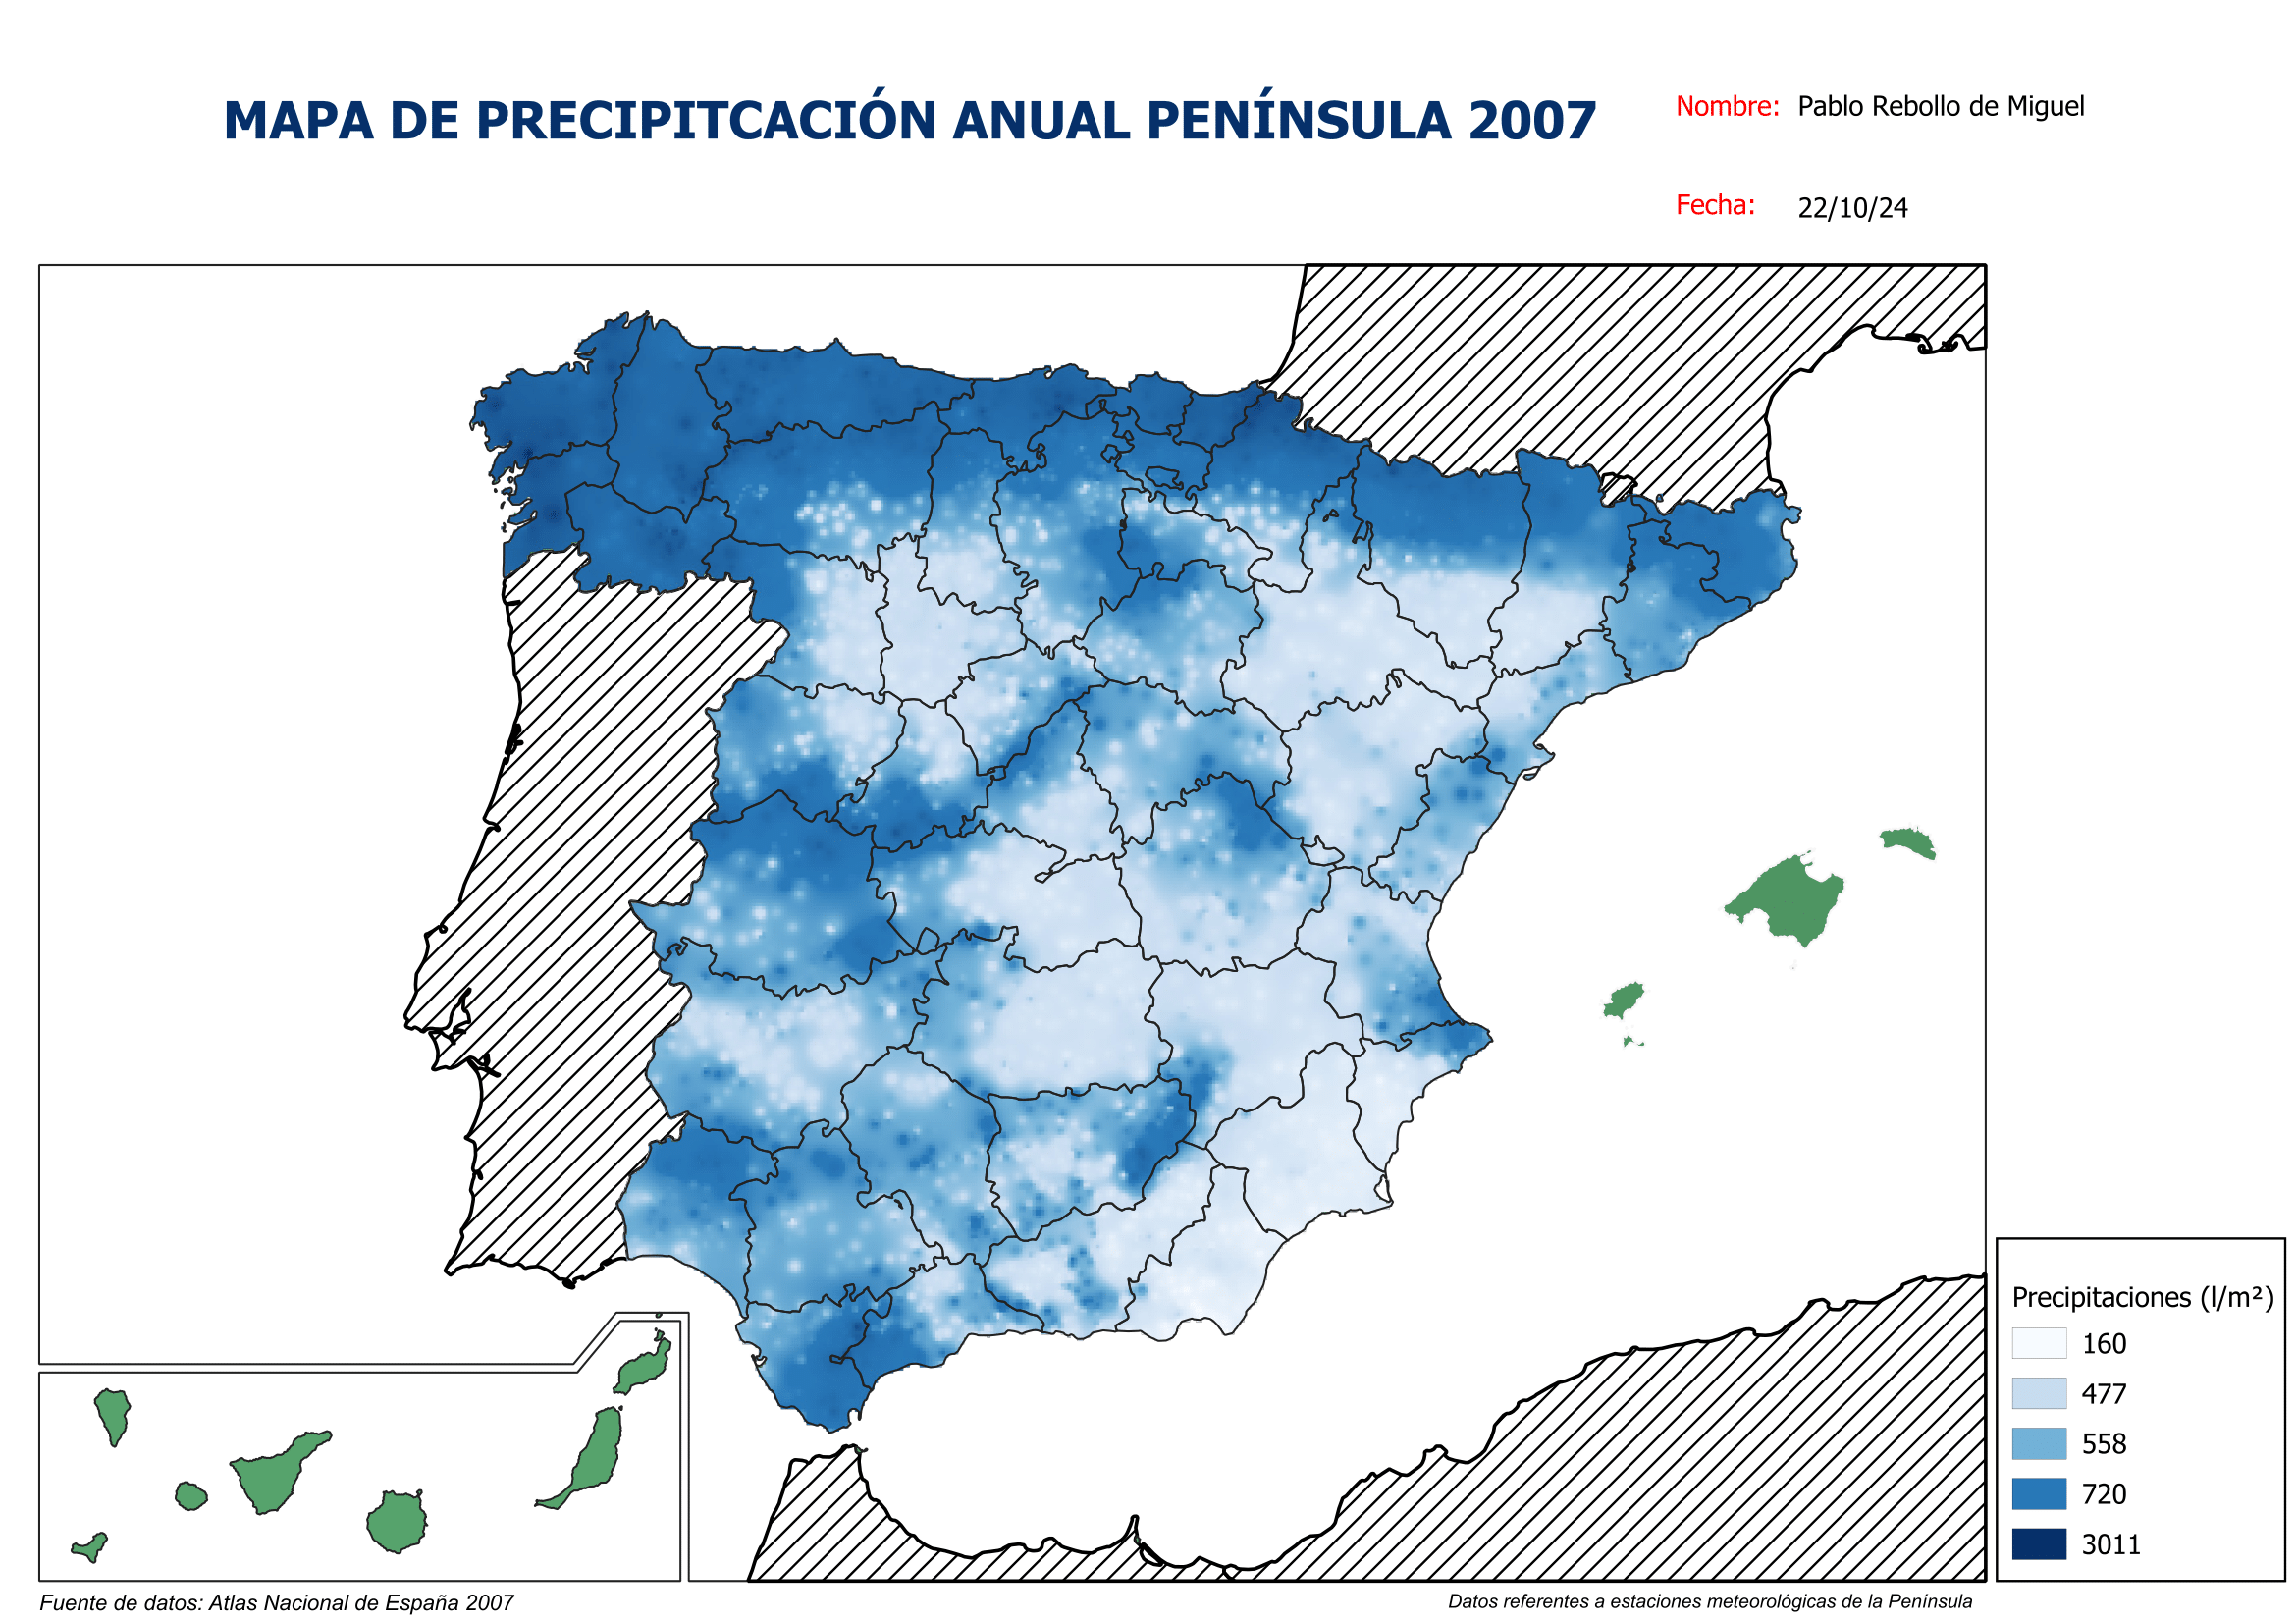 MAPA DE PRECIPITCACIÓN ANUAL PENÍNSULA 2007
Nombre: Pablo Rebollo de Miguel
Fecha: 22/10/24
Precipitaciones (l/m²)
160
477
558
720
3011
Fuente de datos: Atlas Nacional de España 2007
Datos referentes a estaciones meteorológicas de la Península